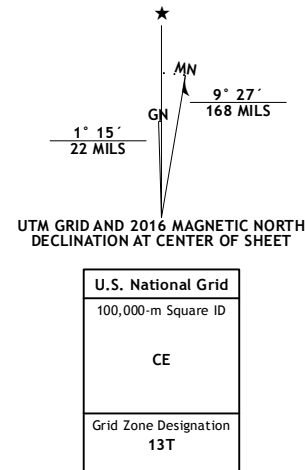 ★
MN
GN
1° 15´
22 MILS
9° 27´
168 MILS
UTM GRID AND 2016 MAGNETIC NORTH
DECLINATION AT CENTER OF SHEET
U.S. National Grid
100,000-m Square ID
CE
Grid Zone Designation
13T